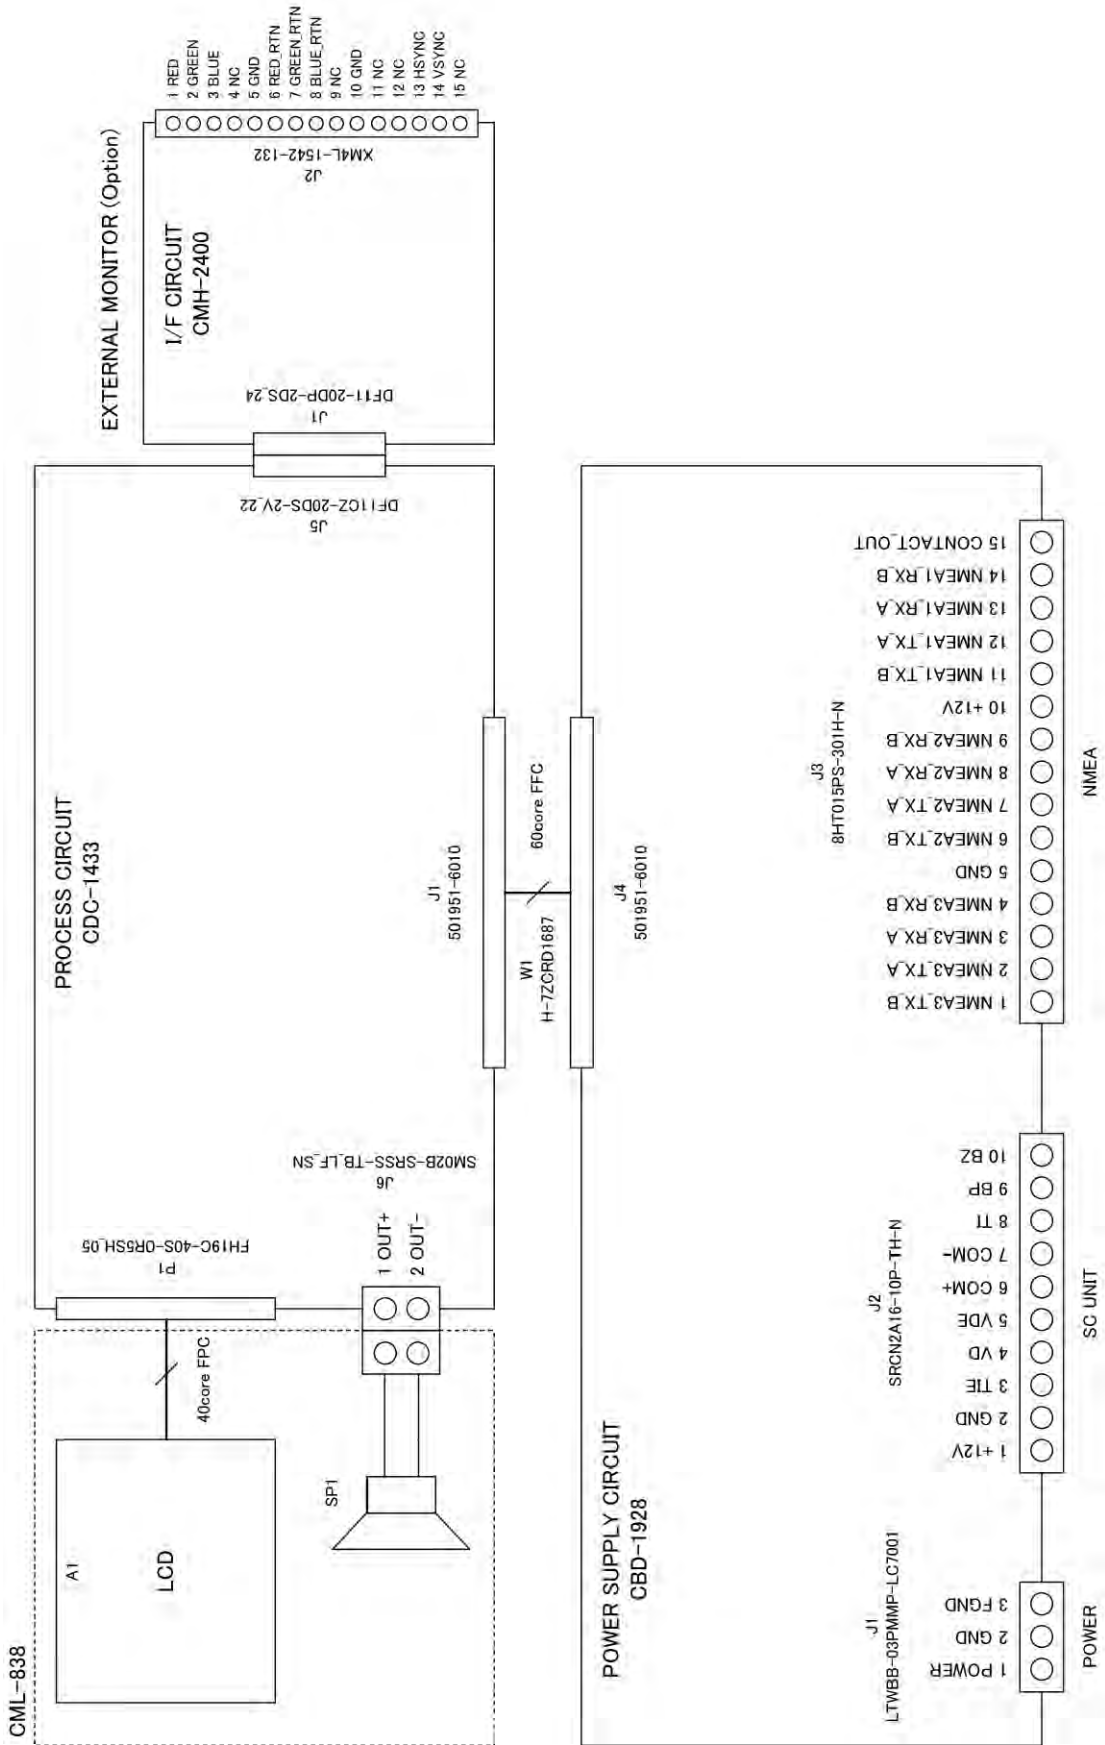 CML-838
A1
LCD
40core FPC
SP1
P1
FH19C-40S-0R5SH_05
1 OUT+
2 OUT-
J6
SM02B-SRSS-TB_LF_SN
PROCESS CIRCUIT
CDC-1433
J5
DF11CZ-20DS-2V_22
EXTERNAL MONITOR (Option)
I/F CIRCUIT
CMH-2400
J1
DF11-20DP-2DS_24
J2
XM4L-1542-132
1 RED
2 GREEN
3 BLUE
4 NC
5 GND
6 RED_RTN
7 GREEN_RTN
8 BLUE_RTN
9 NC
10 GND
11 NC
12 NC
13 HSYNC
14 VSYNC
15 NC
J1
501951-6010
W1
H-7ZCRD1687
60core FFC
J4
501951-6010
POWER SUPPLY CIRCUIT
CBD-1928
J1
LTWBB-03PMMP-LC7001
1 POWER
2 GND
3 FGND
POWER
J2
SRCN2A16-10P-TH-N
1 +12V
2 GND
3 TIE
4 VD
5 VDE
6 COM+
7 COM-
8 TI
9 BP
10 BZ
SC UNIT
J3
8HT015PS-301H-N
1 NMEA3_TX_B
2 NMEA3_TX_A
3 NMEA3_RX_A
4 NMEA3_RX_B
5 GND
6 NMEA2_TX_B
7 NMEA2_TX_A
8 NMEA2_RX_A
9 NMEA2_RX_B
10 +12V
11 NMEA1_TX_B
12 NMEA1_TX_A
13 NMEA1_RX_A
14 NMEA1_RX_B
15 CONTACT_OUT
NMEA